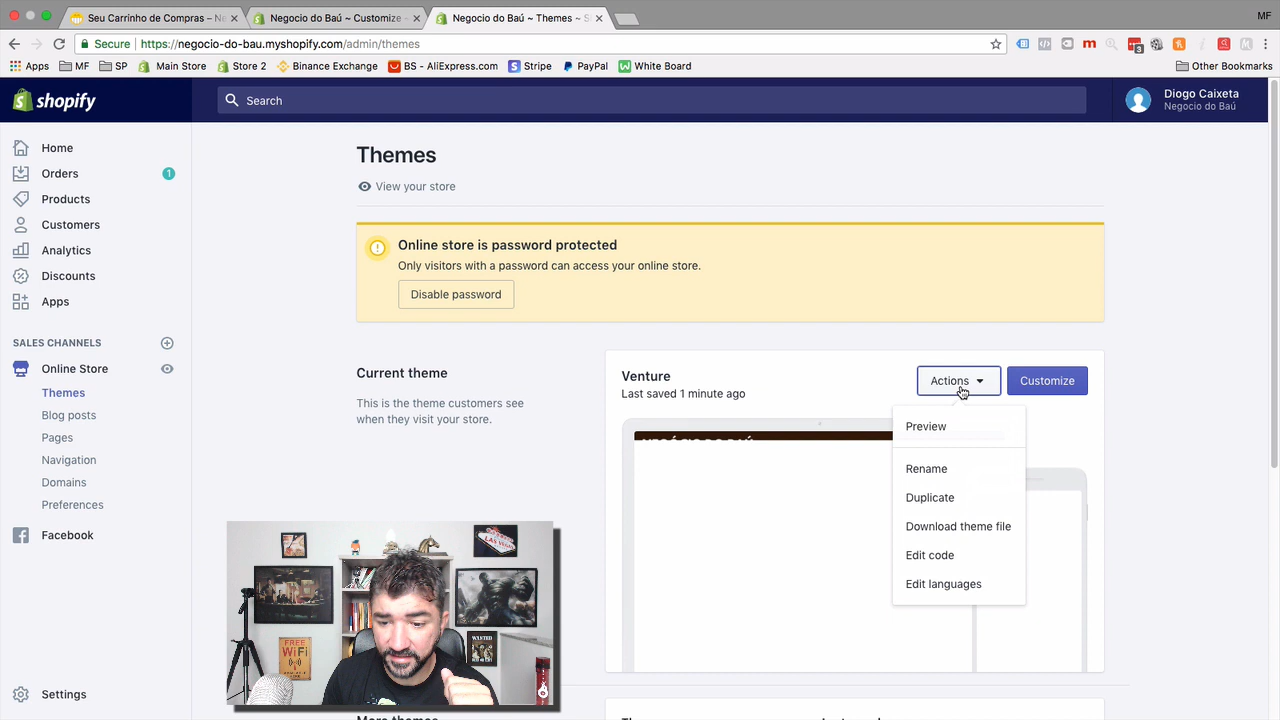 Seu Carrinho de Compras – Ne
Negocio do Baú ~ Customize ~
Negocio do Baú ~ Themes ~ S
MF
Secure
https://negocio-do-bau.myshopify.com/admin/themes
Apps
MF
SP
Main Store
Store 2
Binance Exchange
BS - AliExpress.com
Stripe
PayPal
White Board
Other Bookmarks
shopify
Search
Diogo Caixeta
Negocio do Baú
Home
Orders
1
Products
Customers
Analytics
Discounts
Apps
SALES CHANNELS
Online Store
Themes
Blog posts
Pages
Navigation
Domains
Preferences
Facebook
Settings
Themes
View your store
Online store is password protected
Only visitors with a password can access your online store.
Disable password
Current theme
This is the theme customers see
when they visit your store.
Venture
Last saved 1 minute ago
Actions
Customize
Preview
Rename
Duplicate
Download theme file
Edit code
Edit languages
LAS VEGAS
FREE
WiFi
WANTED